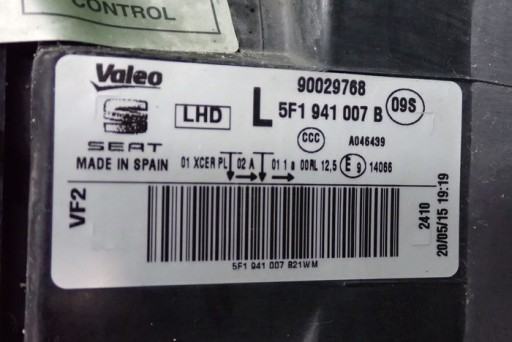 CONTROL
Valeo
90029768
LHD
L
5F1 941 007 B
09S
SEAT
CCC
A046439
MADE IN SPAIN
01 XCER PL 02 A 01 1 a 00RL 12,5 E 9 14066
VF2
2410
20/05/15 19:19
5F1 941 007 B21WM